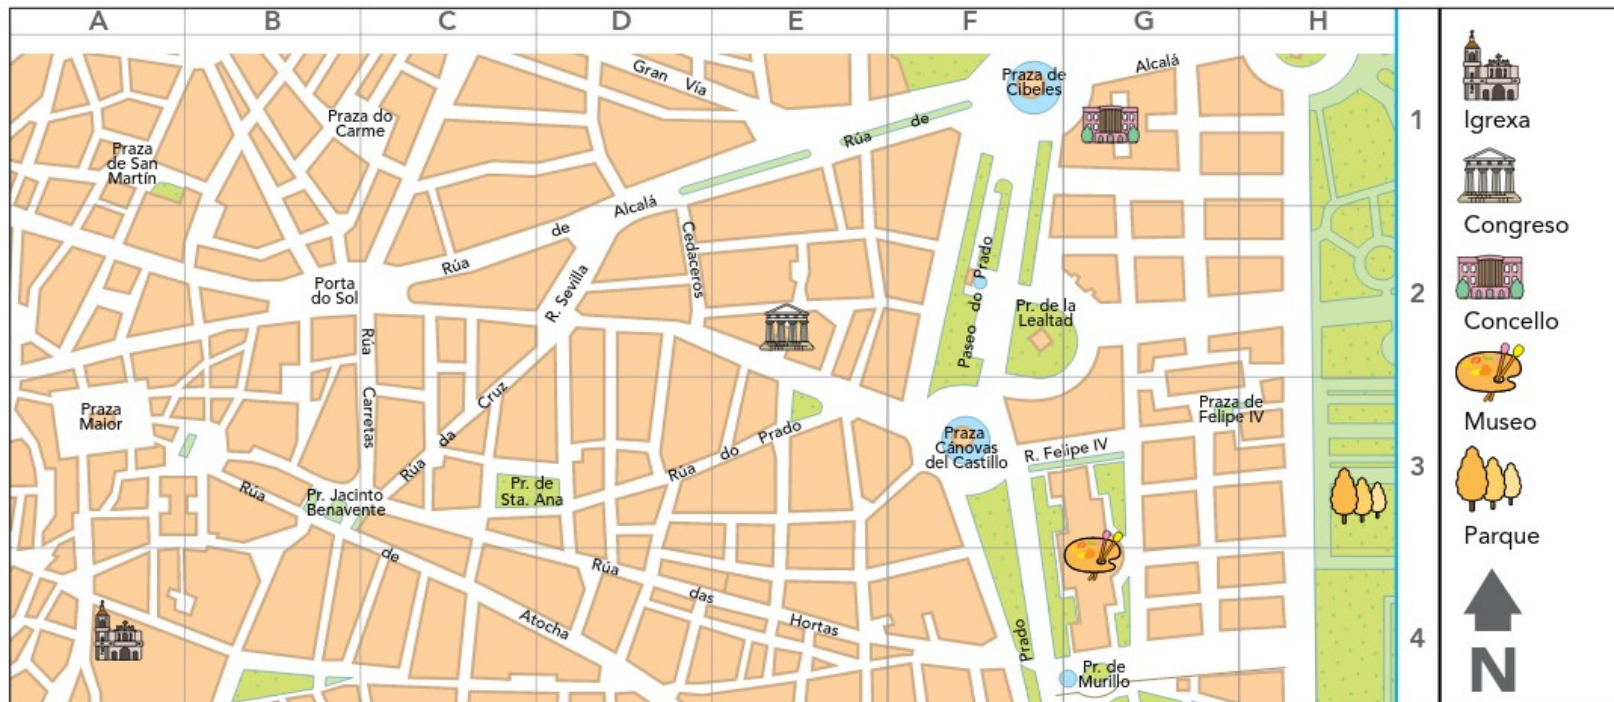 A B C D E F G H
Gran Vía
Praza de
Cibeles
Alcalá
Praza do
Carme
Rúa de
1
Praza
de San
Martín
Rúa de Alcalá
Cedaceros
Paseo do Prado
Porta
do Sol
R. Sevilla
2
Pr. de la
Lealtad
Rúa Carretas
Rúa da Cruz
Praza
Maior
Praza de
Felipe IV
Rúa do Prado
Praza
Cánovas
del Castillo
R. Felipe IV
3
Pr. Jacinto
Benavente
Pr. de
Sta. Ana
Rúa de Atocha
Rúa das Hortas
Prado
4
Pr. de
Murillo
Igrexa
Congreso
Concello
Museo
Parque
N